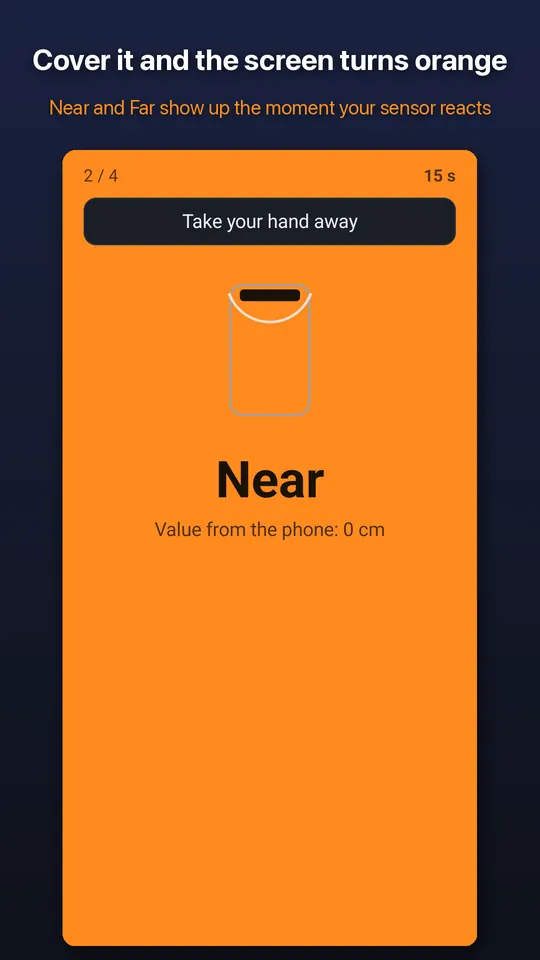 Cover it and the screen turns orange
Near and Far show up the moment your sensor reacts
2 / 4
15 s
Take your hand away
Near
Value from the phone: 0 cm